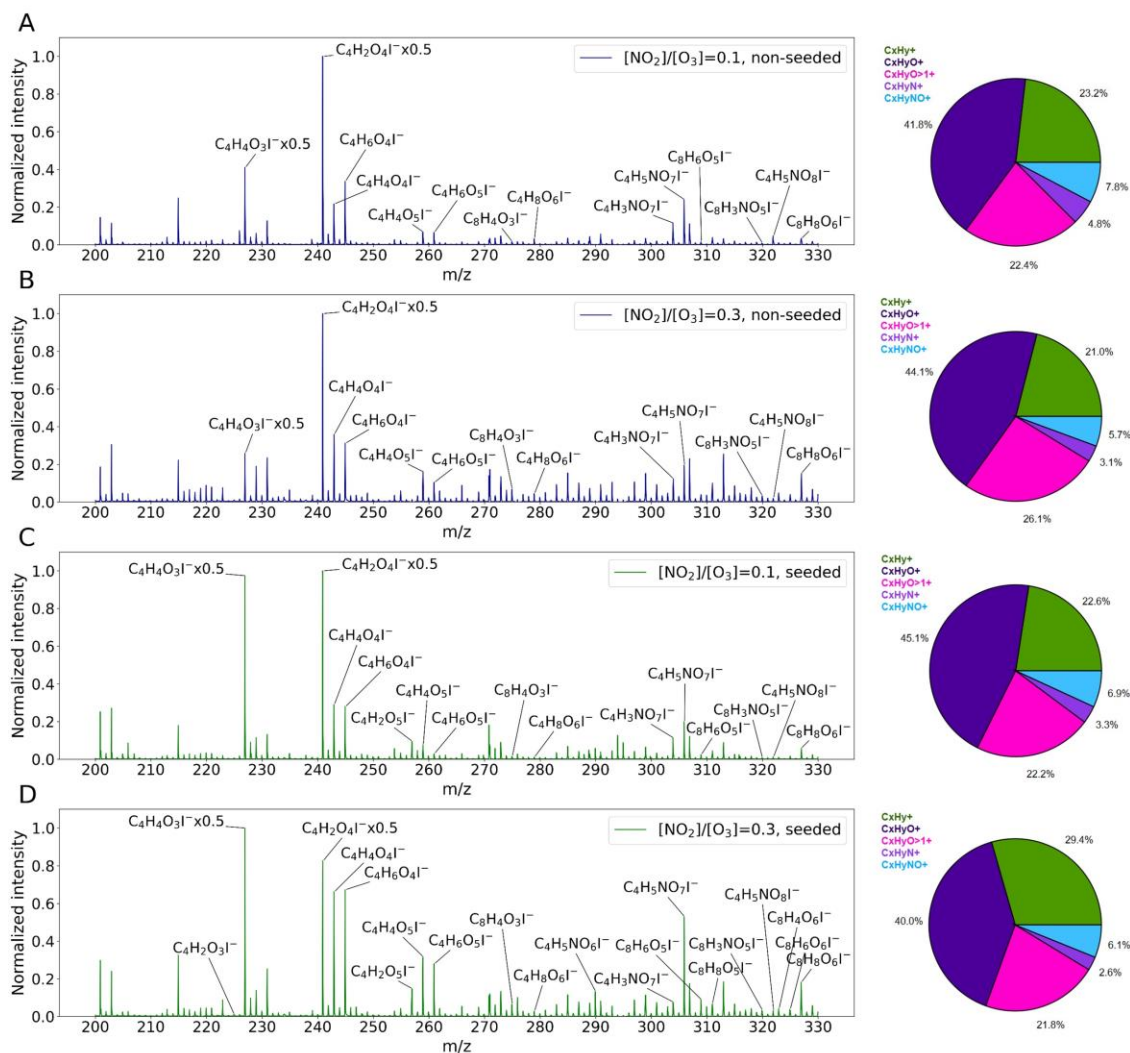 A
Normalized intensity
1.0
0.8
0.6
0.4
0.2
0.0
[NO₂]/[O₃]=0.1, non-seeded
C₄H₂O₄I⁻x0.5
C₄H₄O₃I⁻x0.5
C₄H₆O₄I⁻
C₄H₄O₄I⁻
C₄H₄O₅I⁻
C₄H₆O₅I⁻
C₈H₄O₃I⁻
C₄H₈O₆I⁻
C₄H₃NO₇I⁻
C₄H₅NO₇I⁻
C₈H₆O₅I⁻
C₈H₃NO₅I⁻
C₄H₅NO₈I⁻
C₈H₈O₆I⁻
200 210 220 230 240 250 260 270 280 290 300 310 320 330
m/z
CxHy+
CxHyO+
CxHyO>1+
CxHyN+
CxHyNO+
23.2%
41.8%
7.8%
4.8%
22.4%
B
Normalized intensity
1.0
0.8
0.6
0.4
0.2
0.0
[NO₂]/[O₃]=0.3, non-seeded
C₄H₂O₄I⁻x0.5
C₄H₄O₃I⁻x0.5
C₄H₄O₄I⁻
C₄H₆O₄I⁻
C₄H₄O₅I⁻
C₄H₆O₅I⁻
C₈H₄O₃I⁻
C₄H₈O₆I⁻
C₄H₃NO₇I⁻
C₄H₅NO₇I⁻
C₈H₃NO₅I⁻
C₄H₅NO₈I⁻
C₈H₈O₆I⁻
200 210 220 230 240 250 260 270 280 290 300 310 320 330
m/z
CxHy+
CxHyO+
CxHyO>1+
CxHyN+
CxHyNO+
21.0%
44.1%
5.7%
3.1%
26.1%
C
Normalized intensity
1.0
0.8
0.6
0.4
0.2
0.0
[NO₂]/[O₃]=0.1, seeded
C₄H₄O₃I⁻x0.5
C₄H₂O₄I⁻x0.5
C₄H₄O₄I⁻
C₄H₆O₄I⁻
C₄H₂O₅I⁻
C₄H₄O₅I⁻
C₄H₆O₅I⁻
C₈H₄O₃I⁻
C₄H₈O₆I⁻
C₄H₃NO₇I⁻
C₄H₅NO₇I⁻
C₈H₆O₅I⁻
C₈H₃NO₅I⁻
C₄H₅NO₈I⁻
C₈H₈O₆I⁻
200 210 220 230 240 250 260 270 280 290 300 310 320 330
m/z
CxHy+
CxHyO+
CxHyO>1+
CxHyN+
CxHyNO+
22.6%
45.1%
6.9%
3.3%
22.2%
D
Normalized intensity
1.0
0.8
0.6
0.4
0.2
0.0
[NO₂]/[O₃]=0.3, seeded
C₄H₄O₃I⁻x0.5
C₄H₂O₄I⁻x0.5
C₄H₄O₄I⁻
C₄H₆O₄I⁻
C₄H₂O₃I⁻
C₄H₂O₅I⁻
C₄H₄O₅I⁻
C₄H₆O₅I⁻
C₈H₄O₃I⁻
C₄H₈O₆I⁻
C₄H₅NO₆I⁻
C₄H₃NO₇I⁻
C₄H₅NO₇I⁻
C₈H₆O₅I⁻
C₈H₈O₅I⁻
C₈H₃NO₅I⁻
C₄H₅NO₈I⁻
C₈H₄O₆I⁻
C₈H₆O₆I⁻
C₈H₈O₆I⁻
200 210 220 230 240 250 260 270 280 290 300 310 320 330
m/z
CxHy+
CxHyO+
CxHyO>1+
CxHyN+
CxHyNO+
29.4%
40.0%
6.1%
2.6%
21.8%